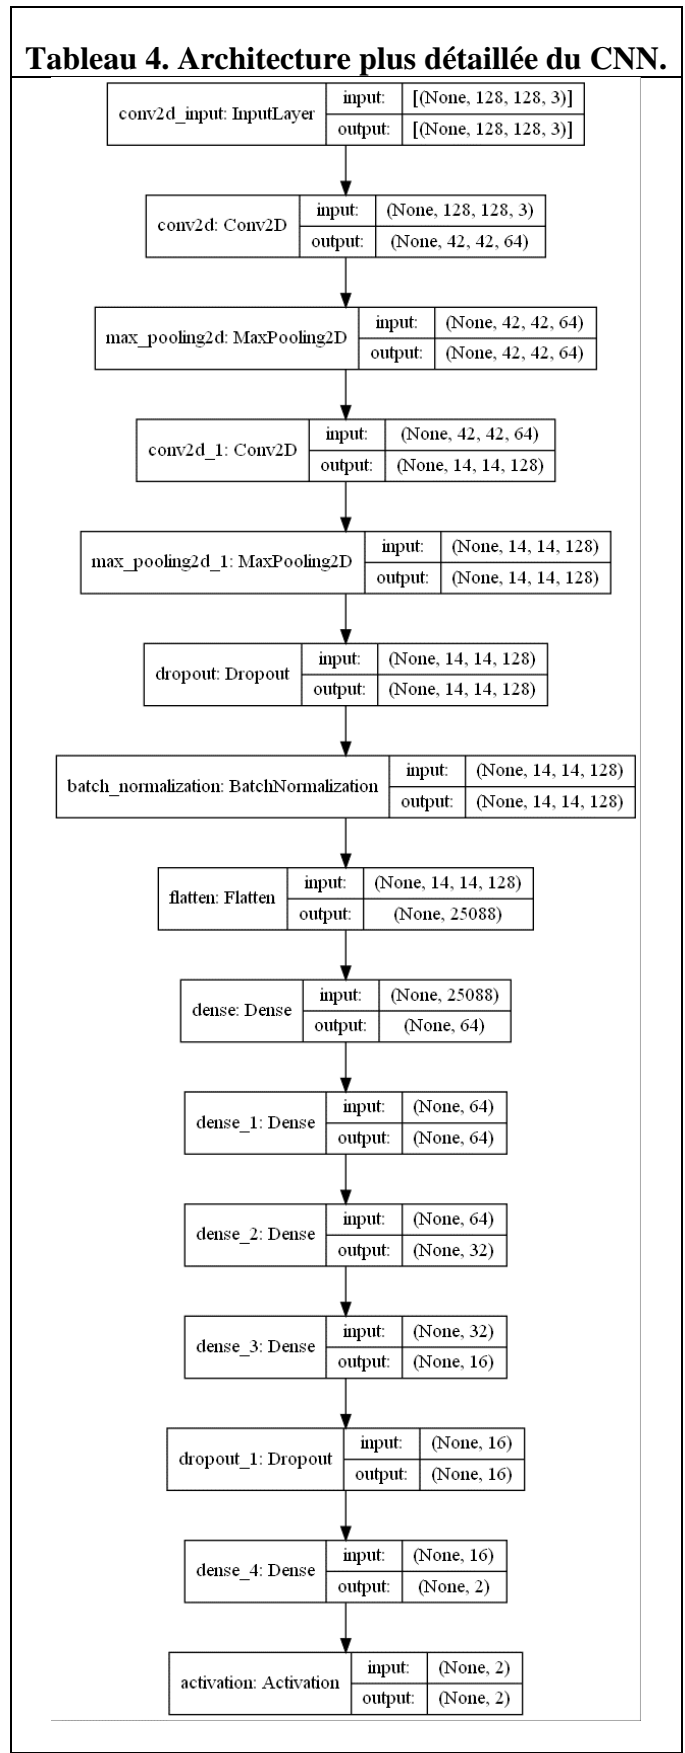 Tableau 4. Architecture plus détaillée du CNN.
conv2d_input: InputLayer input: [(None, 128, 128, 3)]
output: [(None, 128, 128, 3)]
conv2d: Conv2D input: (None, 128, 128, 3)
output: (None, 42, 42, 64)
max_pooling2d: MaxPooling2D input: (None, 42, 42, 64)
output: (None, 42, 42, 64)
conv2d_1: Conv2D input: (None, 42, 42, 64)
output: (None, 14, 14, 128)
max_pooling2d_1: MaxPooling2D input: (None, 14, 14, 128)
output: (None, 14, 14, 128)
dropout: Dropout input: (None, 14, 14, 128)
output: (None, 14, 14, 128)
batch_normalization: BatchNormalization input: (None, 14, 14, 128)
output: (None, 14, 14, 128)
flatten: Flatten input: (None, 14, 14, 128)
output: (None, 25088)
dense: Dense input: (None, 25088)
output: (None, 64)
dense_1: Dense input: (None, 64)
output: (None, 64)
dense_2: Dense input: (None, 64)
output: (None, 32)
dense_3: Dense input: (None, 32)
output: (None, 16)
dropout_1: Dropout input: (None, 16)
output: (None, 16)
dense_4: Dense input: (None, 16)
output: (None, 2)
activation: Activation input: (None, 2)
output: (None, 2)